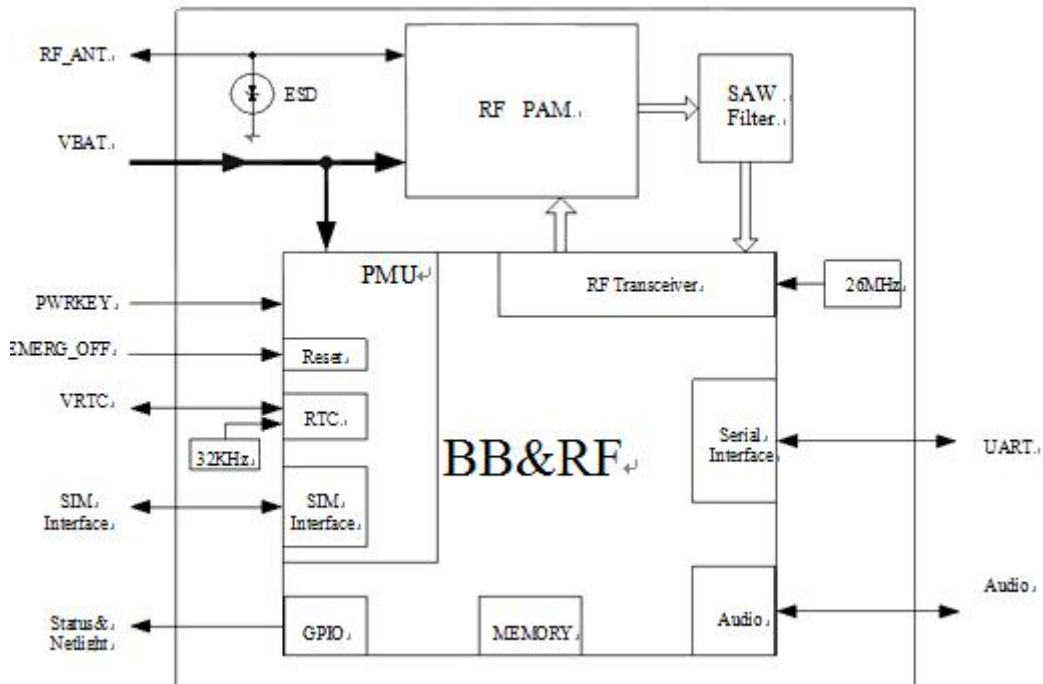 RF_ANT.
ESD
RF PAM.
SAW
Filter.
VBAT.
PMU
RF Transceiver
26MHz
PWRKEY
EMERG_OFF
Reset
VRTC
RTC.
32KHz
BB&RF
Serial
Interface
UART.
SIM
Interface
SIM
Interface
Status&
Netlight
GPIO
MEMORY
Audio
Audio